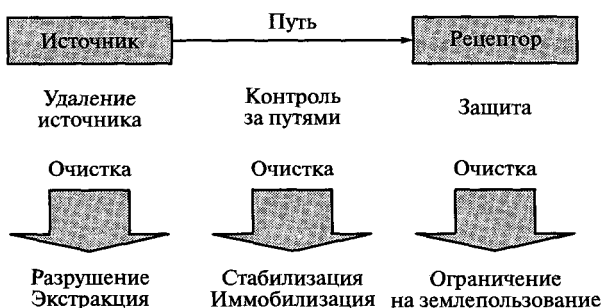 Путь
Источник
Рецептор
Удаление
источника
Контроль
за путями
Защита
Очистка
Очистка
Очистка
Разрушение
Экстракция
Стабилизация
Иммобилизация
Ограничение
на землепользование